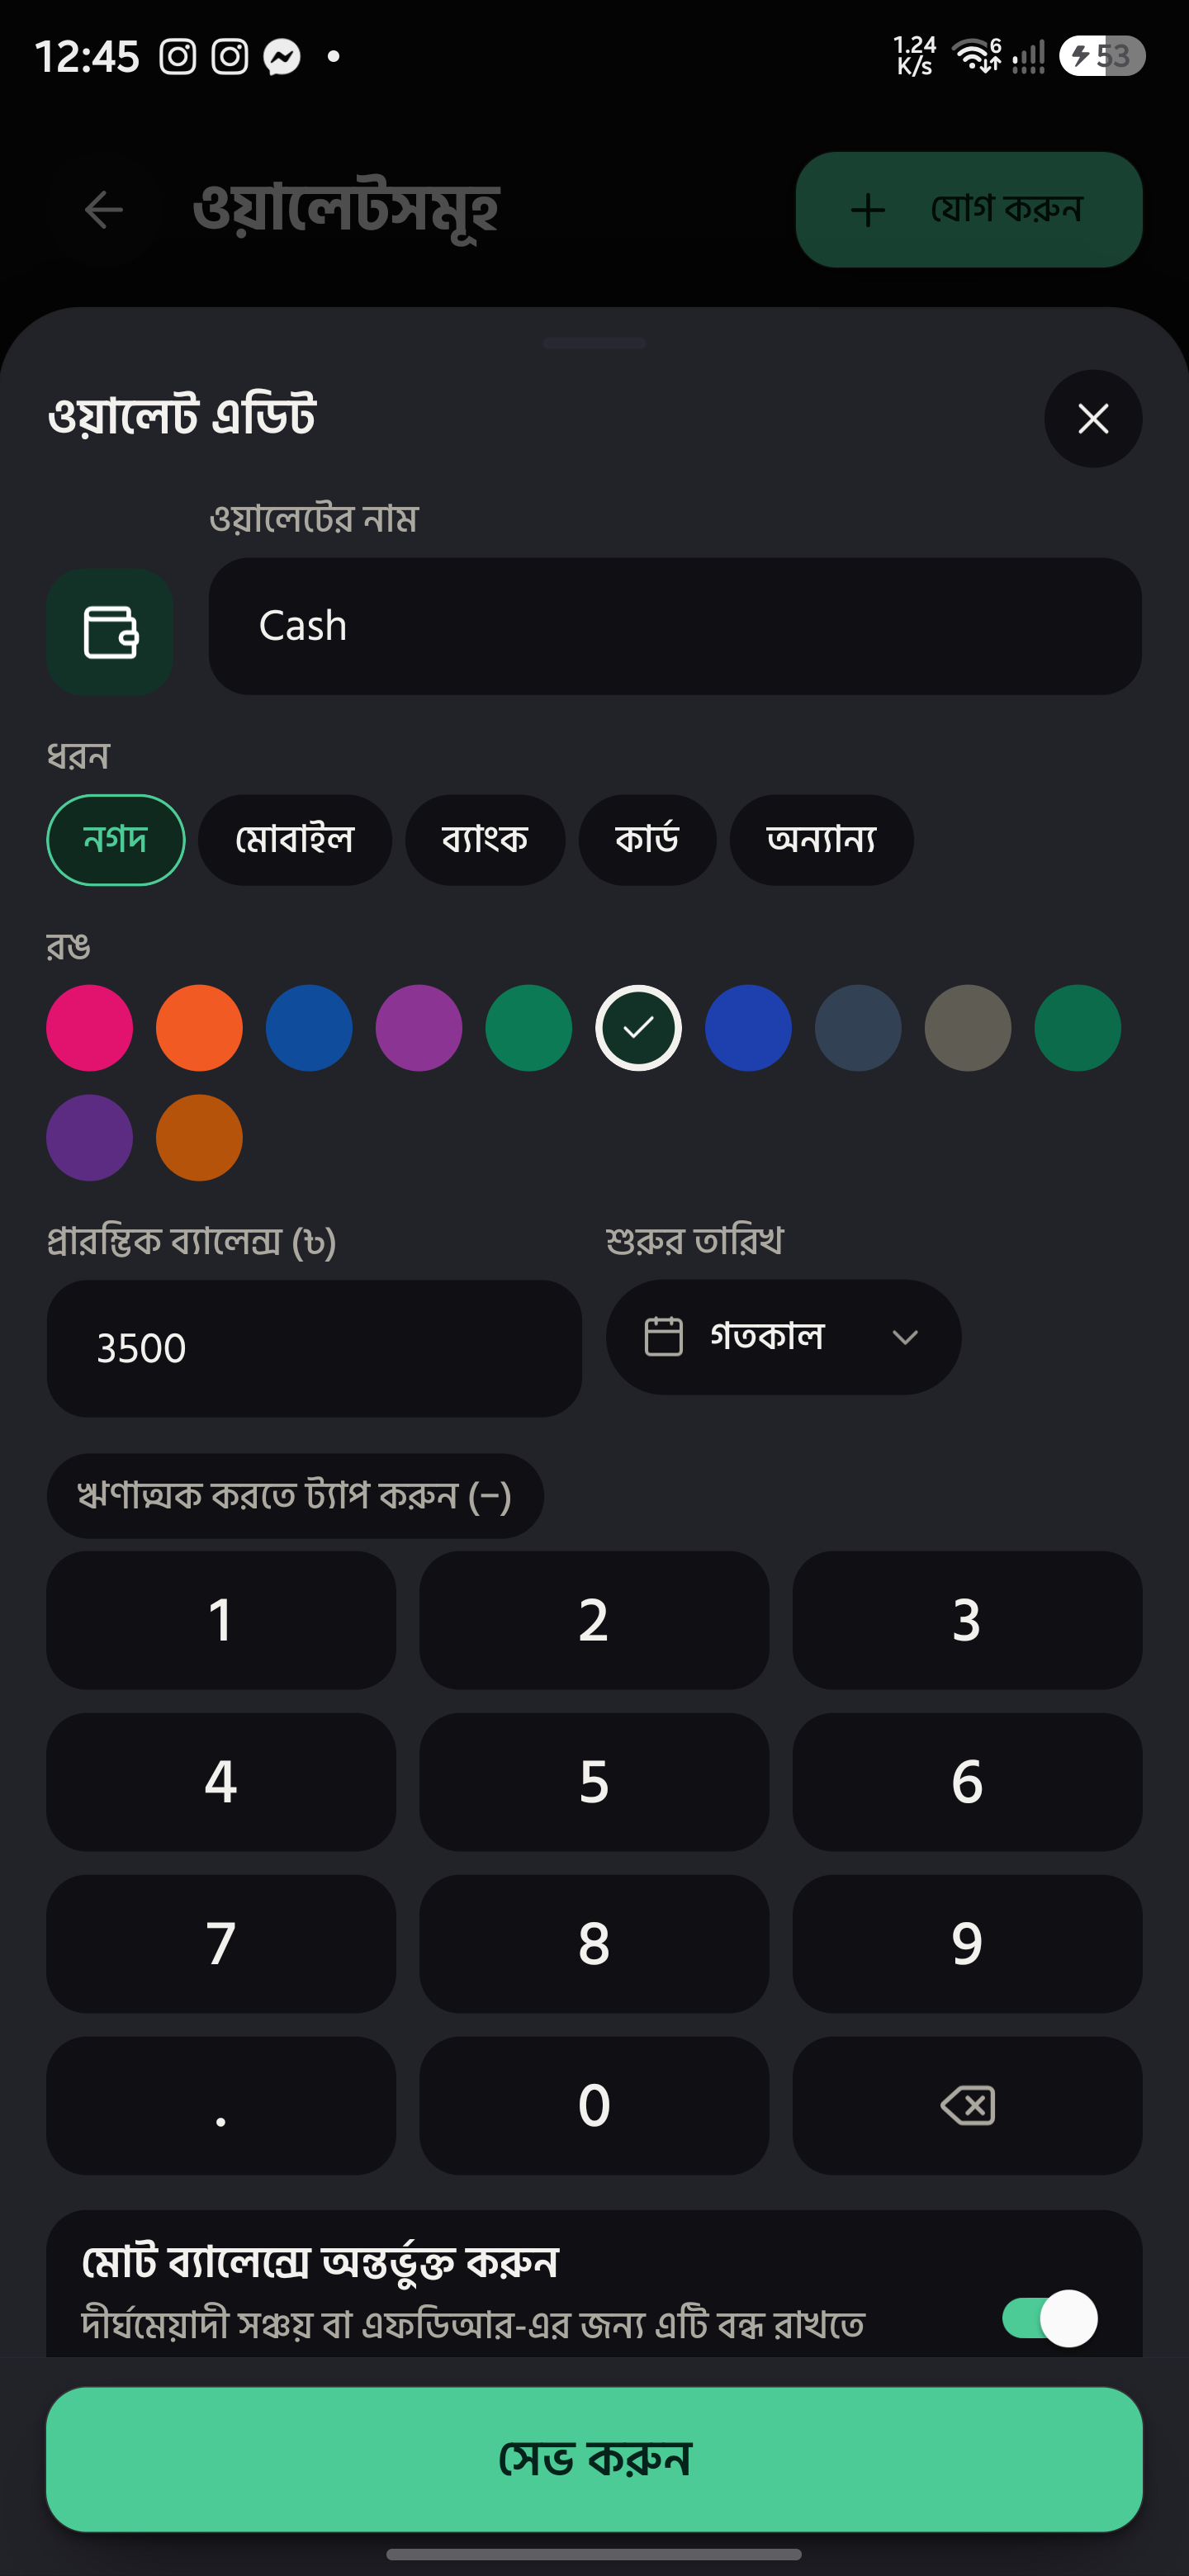 12:45
1.24 K/s
6
53
ওয়ালেটসমূহ
+ যোগ করুন
ওয়ালেট এডিট
ওয়ালেটের নাম
Cash
ধরন
নগদ মোবাইল ব্যাংক কার্ড অন্যান্য
রঙ
প্রারম্ভিক ব্যালেন্স (৳) শুরুর তারিখ
3500 গতকাল
ঋণাত্মক করতে ট্যাপ করুন (−)
1 2 3
4 5 6
7 8 9
. 0
মোট ব্যালেন্সে অন্তর্ভুক্ত করুন
দীর্ঘমেয়াদী সঞ্চয় বা এফডিআর-এর জন্য এটি বন্ধ রাখতে
সেভ করুন